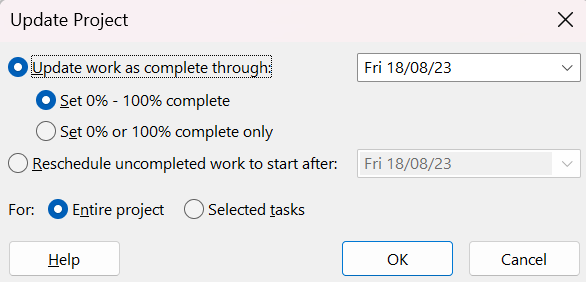 Update Project
Update work as complete through: Fri 18/08/23
Set 0% - 100% complete
Set 0% or 100% complete only
Reschedule uncompleted work to start after: Fri 18/08/23
For: Entire project Selected tasks
Help OK Cancel